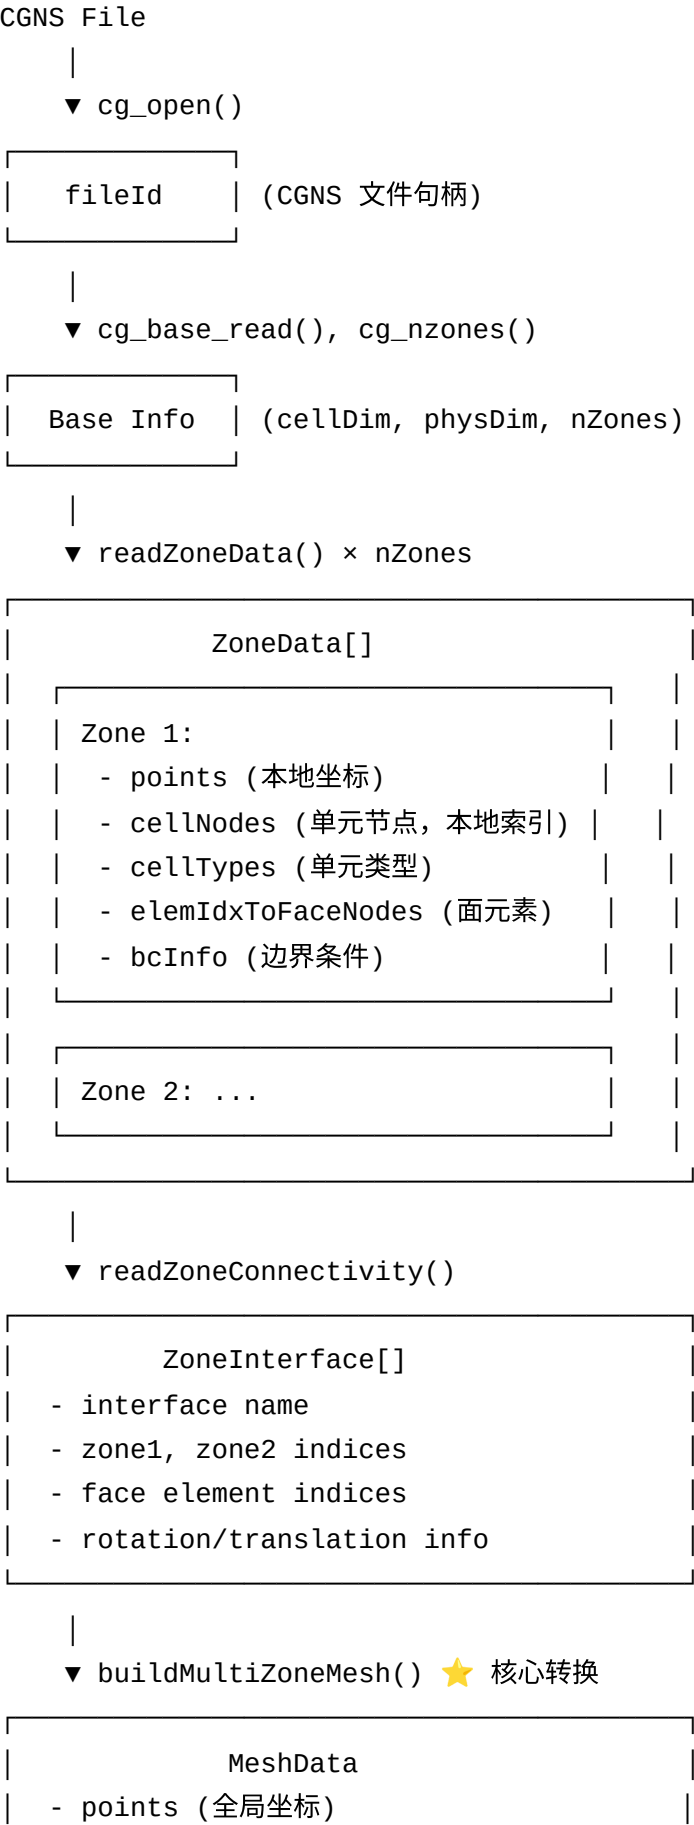 CGNS File
▼ cg_open()
fileId (CGNS 文件句柄)
▼ cg_base_read(), cg_nzones()
Base Info (cellDim, physDim, nZones)
▼ readZoneData() × nZones
ZoneData[]
Zone 1:
- points (本地坐标)
- cellNodes (单元节点，本地索引)
- cellTypes (单元类型)
- elemIdxToFaceNodes (面元素)
- bcInfo (边界条件)
Zone 2: ...
▼ readZoneConnectivity()
ZoneInterface[]
- interface name
- zone1, zone2 indices
- face element indices
- rotation/translation info
▼ buildMultiZoneMesh() ⭐ 核心转换
MeshData
- points (全局坐标)